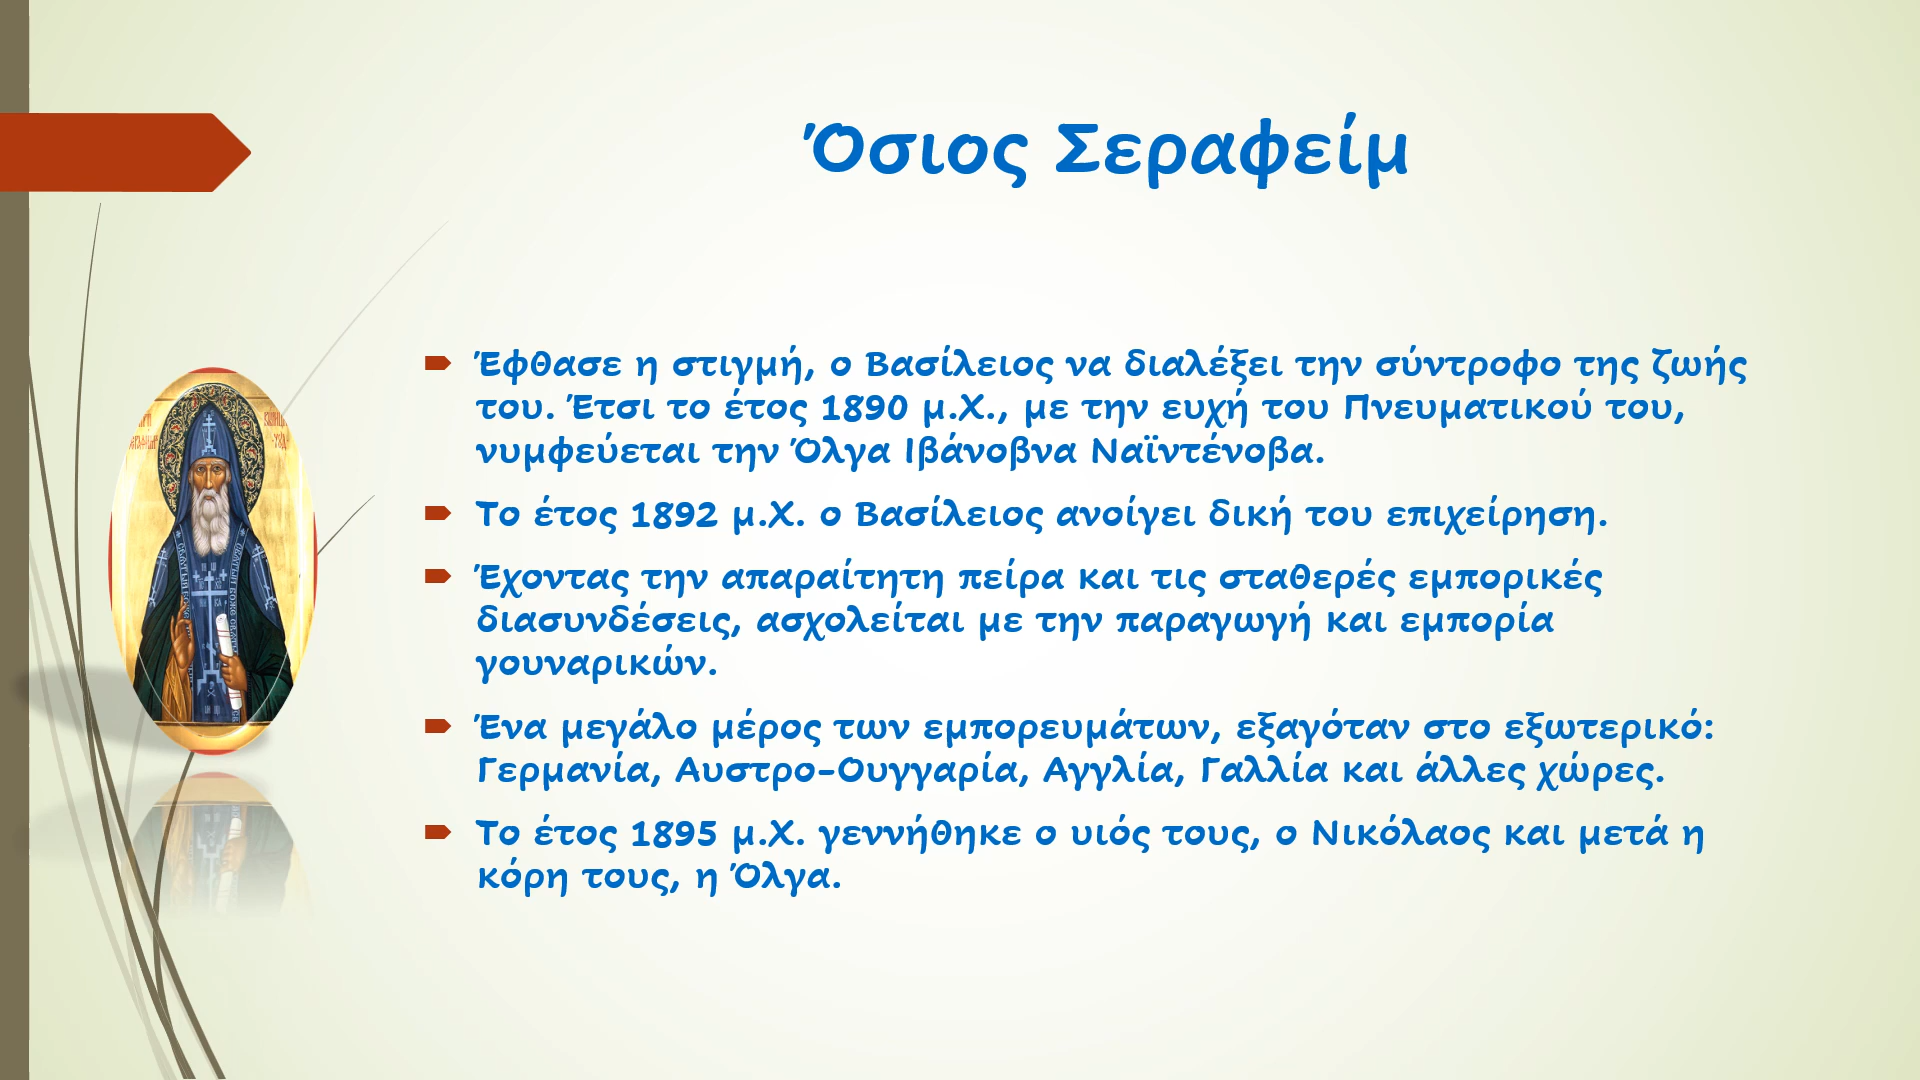 Όσιος Σεραφείμ
Έφθασε η στιγμή, ο Βασίλειος να διαλέξει την σύντροφο της ζωής
του. Έτσι το έτος 1890 μ.Χ., με την ευχή του Πνευματικού του,
νυμφεύεται την Όλγα Ιβάνοβνα Ναϊντένοβα.
Το έτος 1892 μ.Χ. ο Βασίλειος ανοίγει δική του επιχείρηση.
Έχοντας την απαραίτητη πείρα και τις σταθερές εμπορικές
διασυνδέσεις, ασχολείται με την παραγωγή και εμπορία
γουναρικών.
Ένα μεγάλο μέρος των εμπορευμάτων, εξαγόταν στο εξωτερικό:
Γερμανία, Αυστρο-Ουγγαρία, Αγγλία, Γαλλία και άλλες χώρες.
Το έτος 1895 μ.Χ. γεννήθηκε ο υιός τους, ο Νικόλαος και μετά η
κόρη τους, η Όλγα.